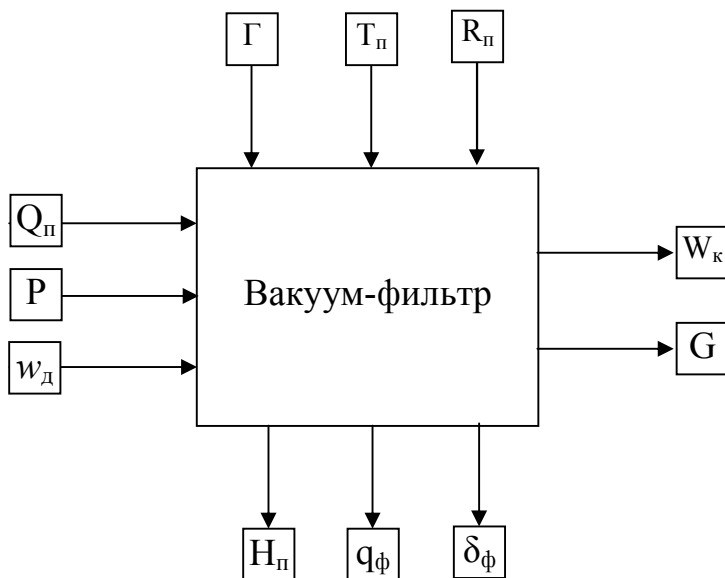 Г Tп Rп
Qп
P
wд
Вакуум-фильтр
Wк
G
Hп qф δф